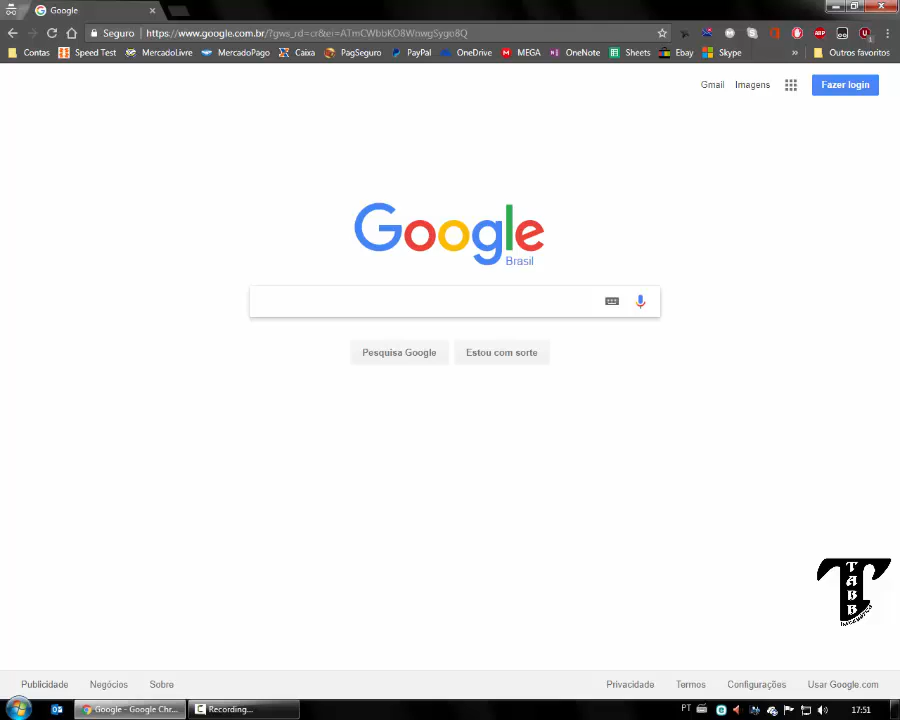 Google
Seguro
https://www.google.com.br/?gws_rd=cr&ei=ATmCWbbKO8WnwgSyqo8Q
Contas Speed Test MercadoLivre MercadoPago Caixa PagSeguro PayPal OneDrive MEGA OneNote Sheets Ebay Skype » Outros favoritos
Gmail Imagens Fazer login
Google
Brasil
Pesquisa Google Estou com sorte
TABB
Publicidade Negócios Sobre Privacidade Termos Configurações Usar Google.com
Google - Google Chr... Recording... PT 17:51